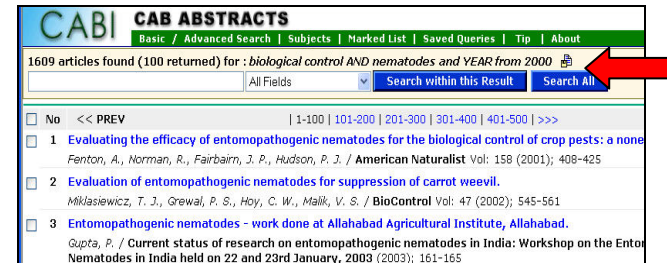 CABI CAB ABSTRACTS
Basic / Advanced Search | Subjects | Marked List | Saved Queries | Tip | About
1609 articles found (100 returned) for : biological control AND nematodes and YEAR from 2000
All Fields Search within this Result Search All
No << PREV | 1-100 | 101-200 | 201-300 | 301-400 | 401-500 | >>>
1 Evaluating the efficacy of entomopathogenic nematodes for the biological control of crop pests: a none
Fenton, A., Norman, R., Fairbairn, J. P., Hudson, P. J. / American Naturalist Vol: 158 (2001); 408-425
2 Evaluation of entomopathogenic nematodes for suppression of carrot weevil.
Miklasiewicz, T. J., Grewal, P. S., Hoy, C. W., Malik, V. S. / BioControl Vol: 47 (2002); 545-561
3 Entomopathogenic nematodes - work done at Allahabad Agricultural Institute, Allahabad.
Gupta, P. / Current status of research on entomopathogenic nematodes in India: Workshop on the Entor
Nematodes in India held on 22 and 23rd January, 2003 (2003); 161-165